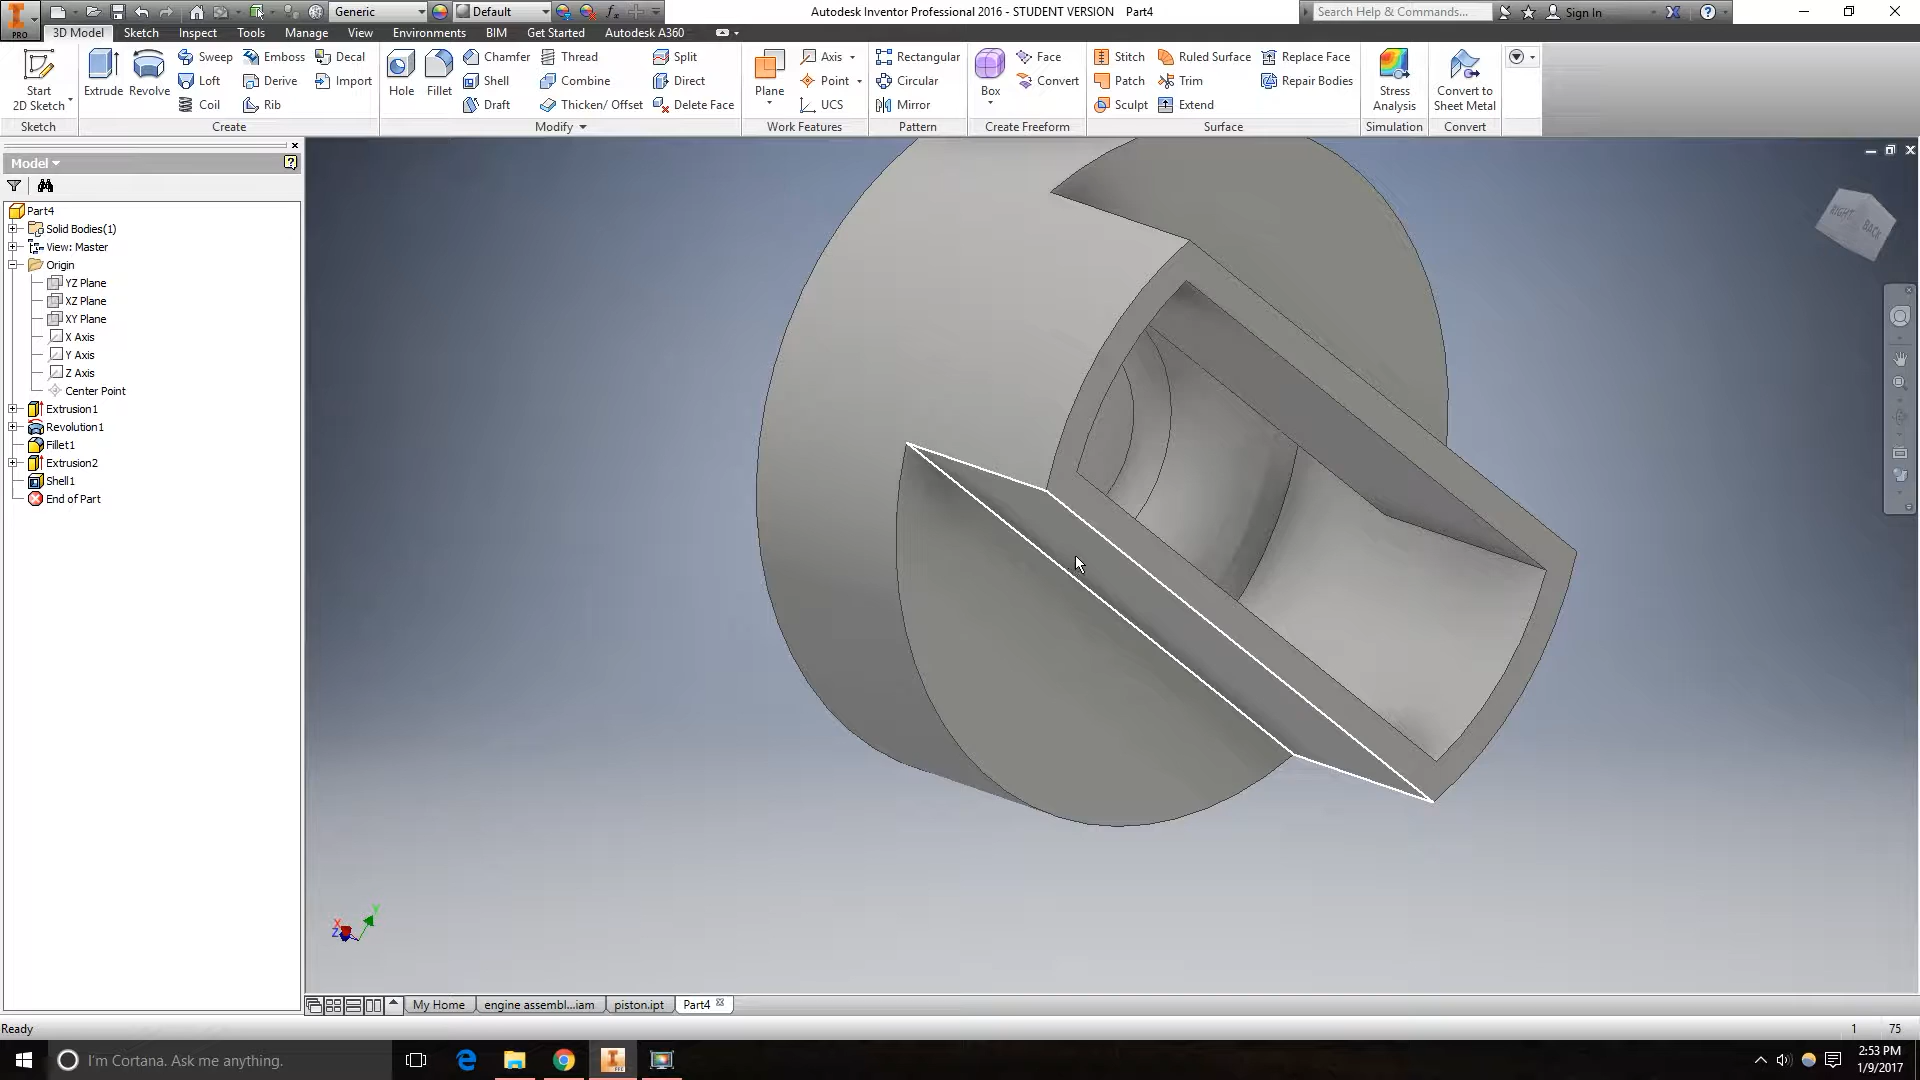 Generic
Default
Autodesk Inventor Professional 2016 - STUDENT VERSION Part4
Search Help & Commands...
Sign In
PRO
3D Model
Sketch
Inspect
Tools
Manage
View
Environments
BIM
Get Started
Autodesk A360
Start
2D Sketch
Extrude
Revolve
Sweep
Loft
Coil
Emboss
Derive
Rib
Decal
Import
Hole
Fillet
Chamfer
Shell
Draft
Thread
Combine
Thicken/ Offset
Split
Direct
Delete Face
Plane
Axis
Point
UCS
Rectangular
Circular
Mirror
Box
Face
Convert
Stitch
Patch
Sculpt
Ruled Surface
Trim
Extend
Replace Face
Repair Bodies
Stress
Analysis
Convert to
Sheet Metal
Sketch
Create
Modify
Work Features
Pattern
Create Freeform
Surface
Simulation
Convert
Model
Part4
Solid Bodies(1)
View: Master
Origin
YZ Plane
XZ Plane
XY Plane
X Axis
Y Axis
Z Axis
Center Point
Extrusion1
Revolution1
Fillet1
Extrusion2
Shell1
End of Part
RIGHT
BACK
Y
X
Z
My Home
engine assembl...iam
piston.ipt
Part4
Ready
1
75
I'm Cortana. Ask me anything.
2:53 PM
1/9/2017